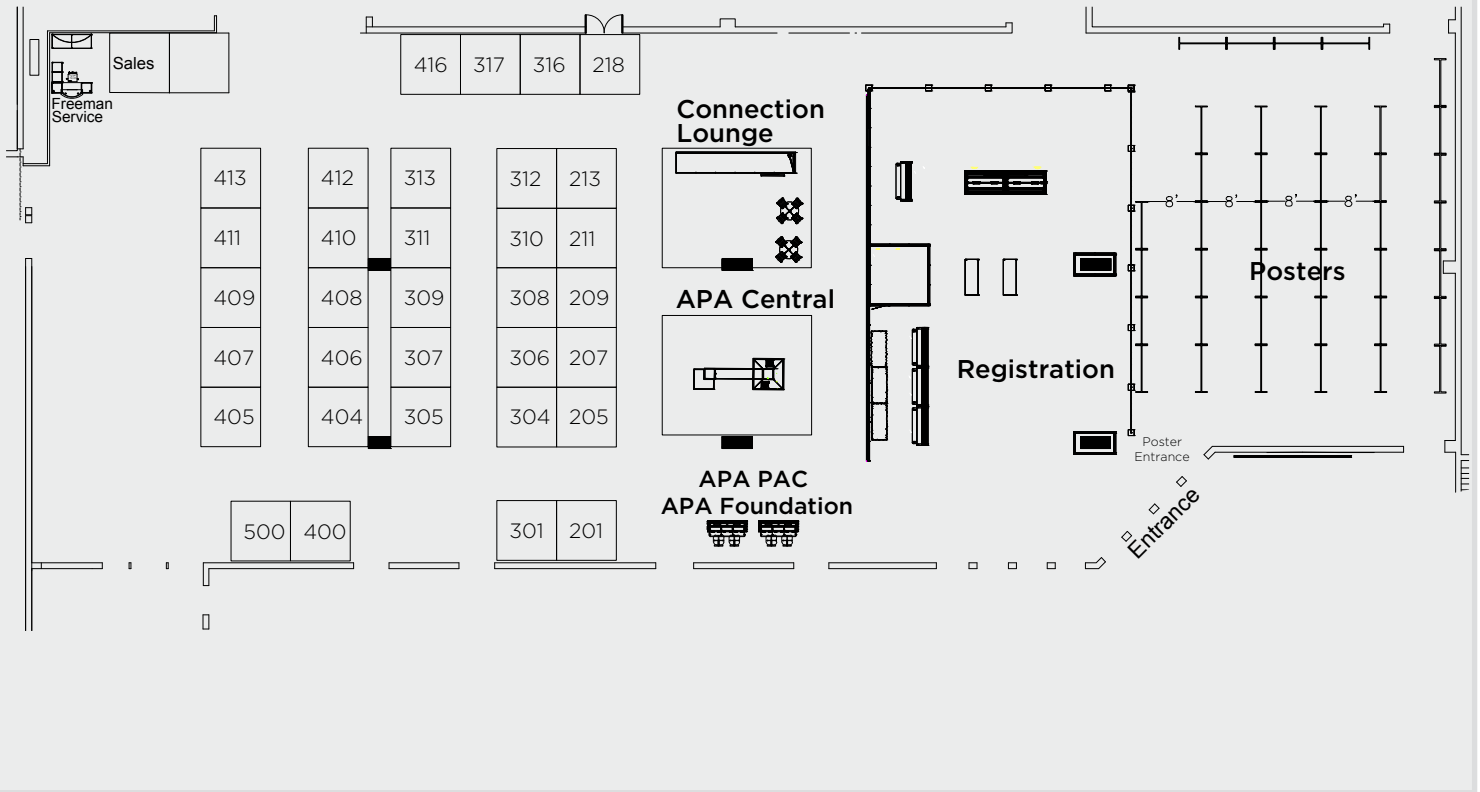 Sales
Freeman
Service
416 317 316 218
Connection
Lounge
413 412 313 312 213
411 410 311 310 211
8' 8' 8' 8'
Posters
409 408 309 308 209
APA Central
407 406 307 306 207
Registration
405 404 305 304 205
Poster
Entrance
APA PAC
APA Foundation
Entrance
500 400 301 201